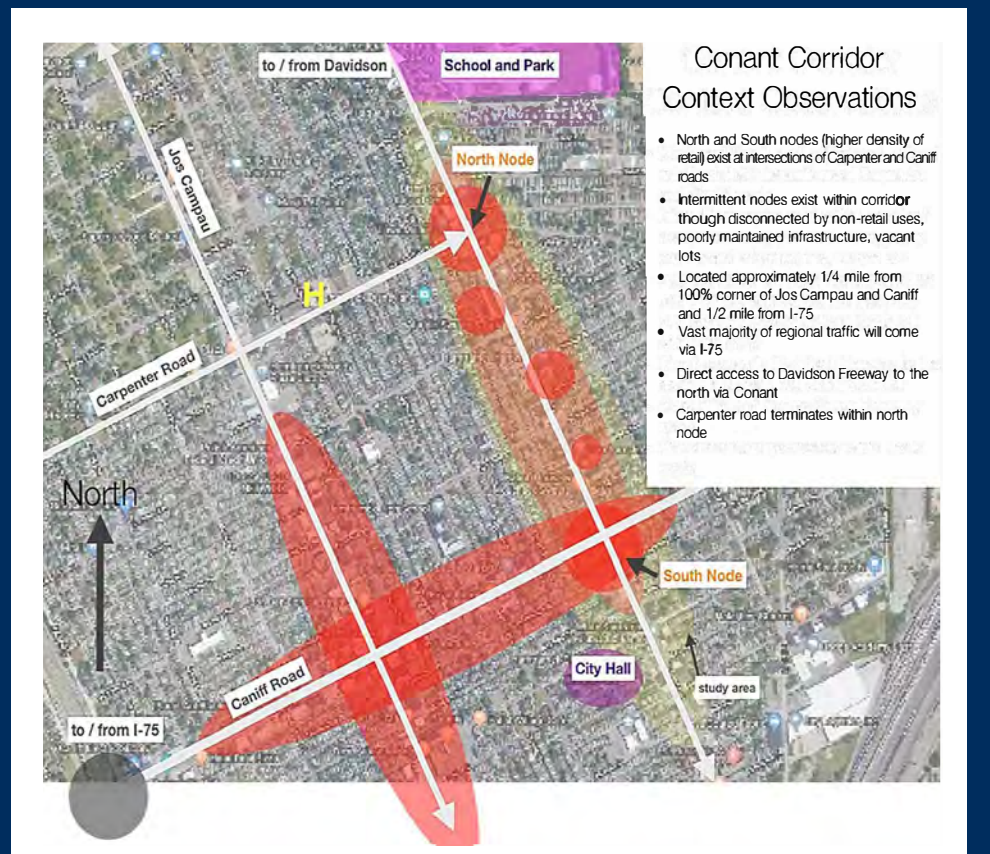 to / from Davidson
School and Park
Conant Corridor
Context Observations
• North and South nodes (higher density of
retail) exist at intersections of Carpenter and Caniff
roads
• Intermittent nodes exist within corridor
though disconnected by non-retail uses,
poorly maintained infrastructure, vacant
lots
• Located approximately 1/4 mile from
100% corner of Jos Campau and Caniff
and 1/2 mile from I-75
• Vast majority of regional traffic will come
via I-75
• Direct access to Davidson Freeway to the
north via Conant
• Carpenter road terminates within north
node
North Node
Jos Campau
H
Carpenter Road
North
South Node
City Hall
study area
Caniff Road
to / from I-75